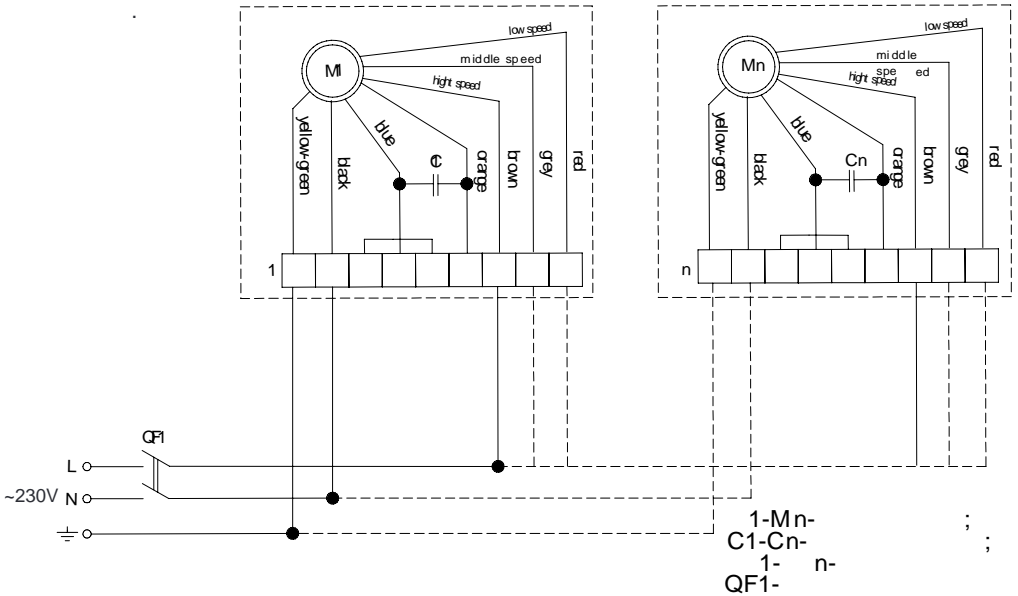 low speed
middle speed
hight speed
M1
yellow-green
black
blue
C1
orange
brown
grey
red
1
low speed
middle
spe ed
hight speed
Mn
yellow-green
black
blue
Cn
orange
brown
grey
red
n
QF1
L
~230V N
1-Mn- ;
C1-Cn- ;
1- n-
QF1-